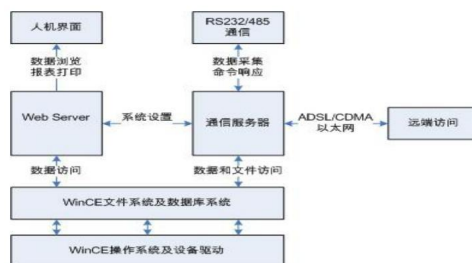 人机界面
RS232/485
通信
数据浏览
报表打印
数据采集
命令响应
Web Server
系统设置
通信服务器
ADSL/CDMA
以太网
远端访问
数据访问
数据和文件访问
WinCE文件系统及数据库系统
WinCE操作系统及设备驱动